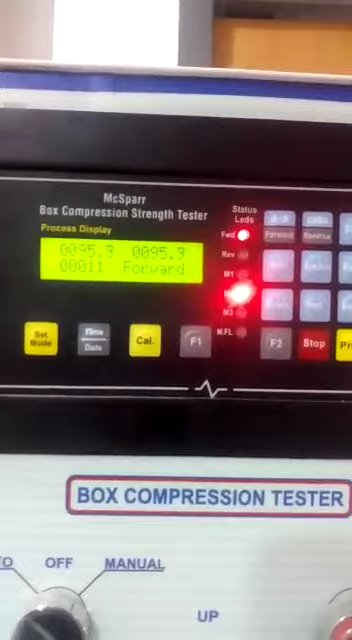 McSparr
Box Compression Strength Tester
Process Display
0095.3 0095.3
00011 Forward
Status
Leds
Fwd
Rev
M1
M3
M.FL
Forward
Reverse
Set
Mode
Time
Date
Cal.
F1
F2
Stop
BOX COMPRESSION TESTER
OFF
MANUAL
UP